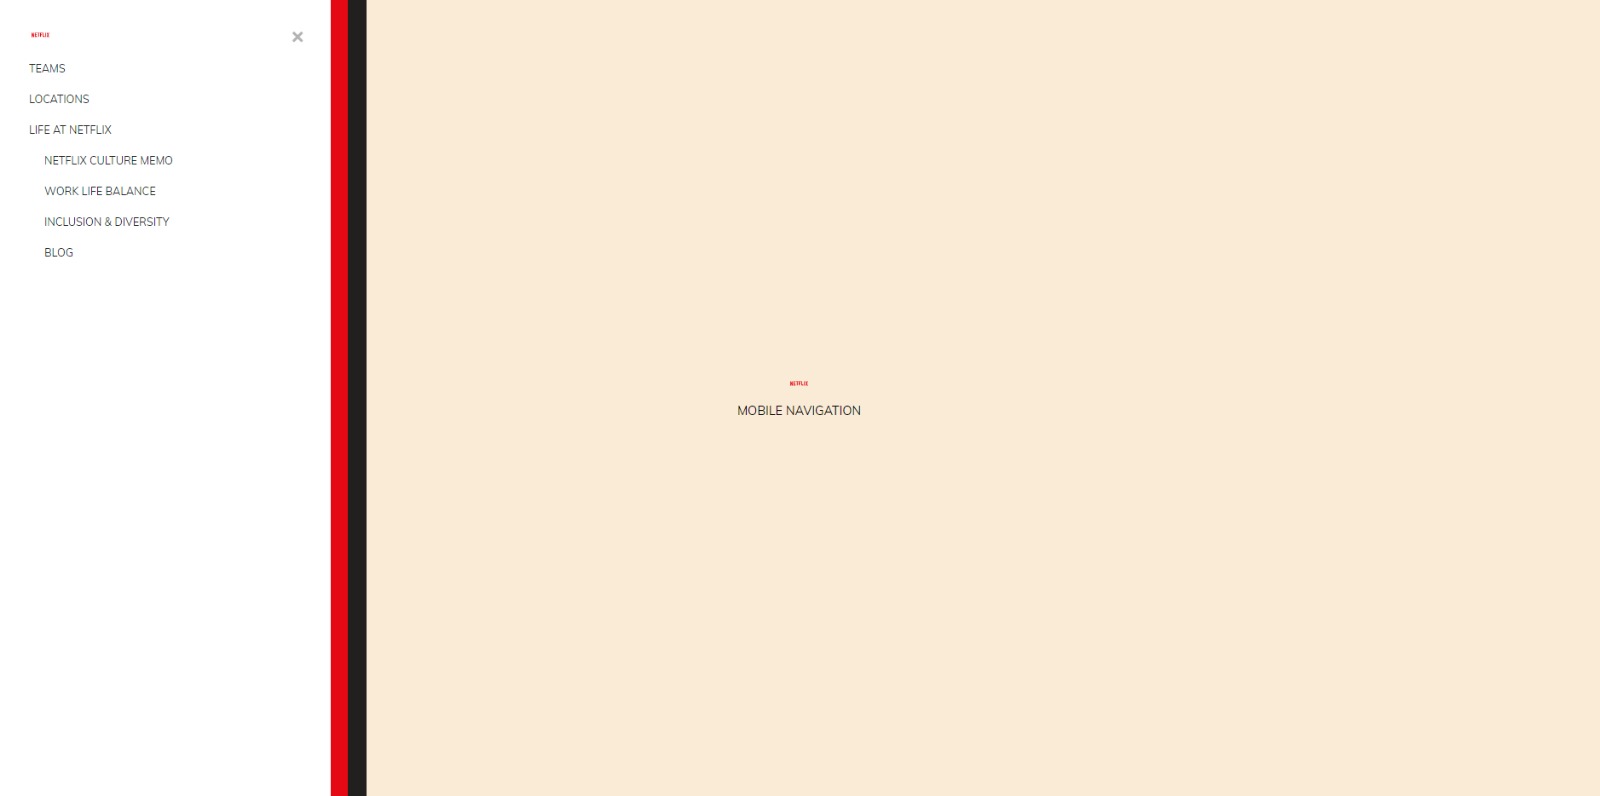 NETFLIX
TEAMS
LOCATIONS
LIFE AT NETFLIX
NETFLIX CULTURE MEMO
WORK LIFE BALANCE
INCLUSION & DIVERSITY
BLOG
NETFLIX
MOBILE NAVIGATION